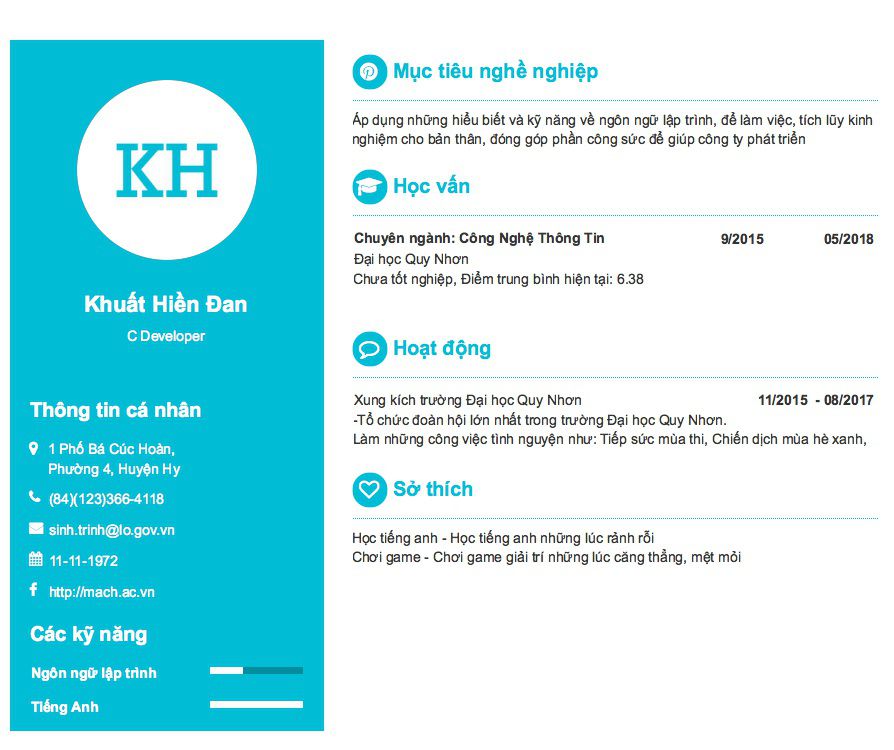 KH
Khuất Hiền Đan
C Developer
Thông tin cá nhân
1 Phố Bá Cúc Hoàn,
Phường 4, Huyện Hy
(84)(123)366-4118
sinh.trinh@lo.gov.vn
11-11-1972
http://mach.ac.vn
Các kỹ năng
Ngôn ngữ lập trình
Tiếng Anh
Mục tiêu nghề nghiệp
Áp dụng những hiểu biết và kỹ năng về ngôn ngữ lập trình, để làm việc, tích lũy kinh
nghiệm cho bản thân, đóng góp phần công sức để giúp công ty phát triển
Học vấn
Chuyên ngành: Công Nghệ Thông Tin 9/2015 05/2018
Đại học Quy Nhơn
Chưa tốt nghiệp, Điểm trung bình hiện tại: 6.38
Hoạt động
Xung kích trường Đại học Quy Nhơn 11/2015 - 08/2017
-Tổ chức đoàn hội lớn nhất trong trường Đại học Quy Nhơn.
Làm những công việc tình nguyện như: Tiếp sức mùa thi, Chiến dịch mùa hè xanh,
Sở thích
Học tiếng anh - Học tiếng anh những lúc rảnh rỗi
Chơi game - Chơi game giải trí những lúc căng thẳng, mệt mỏi